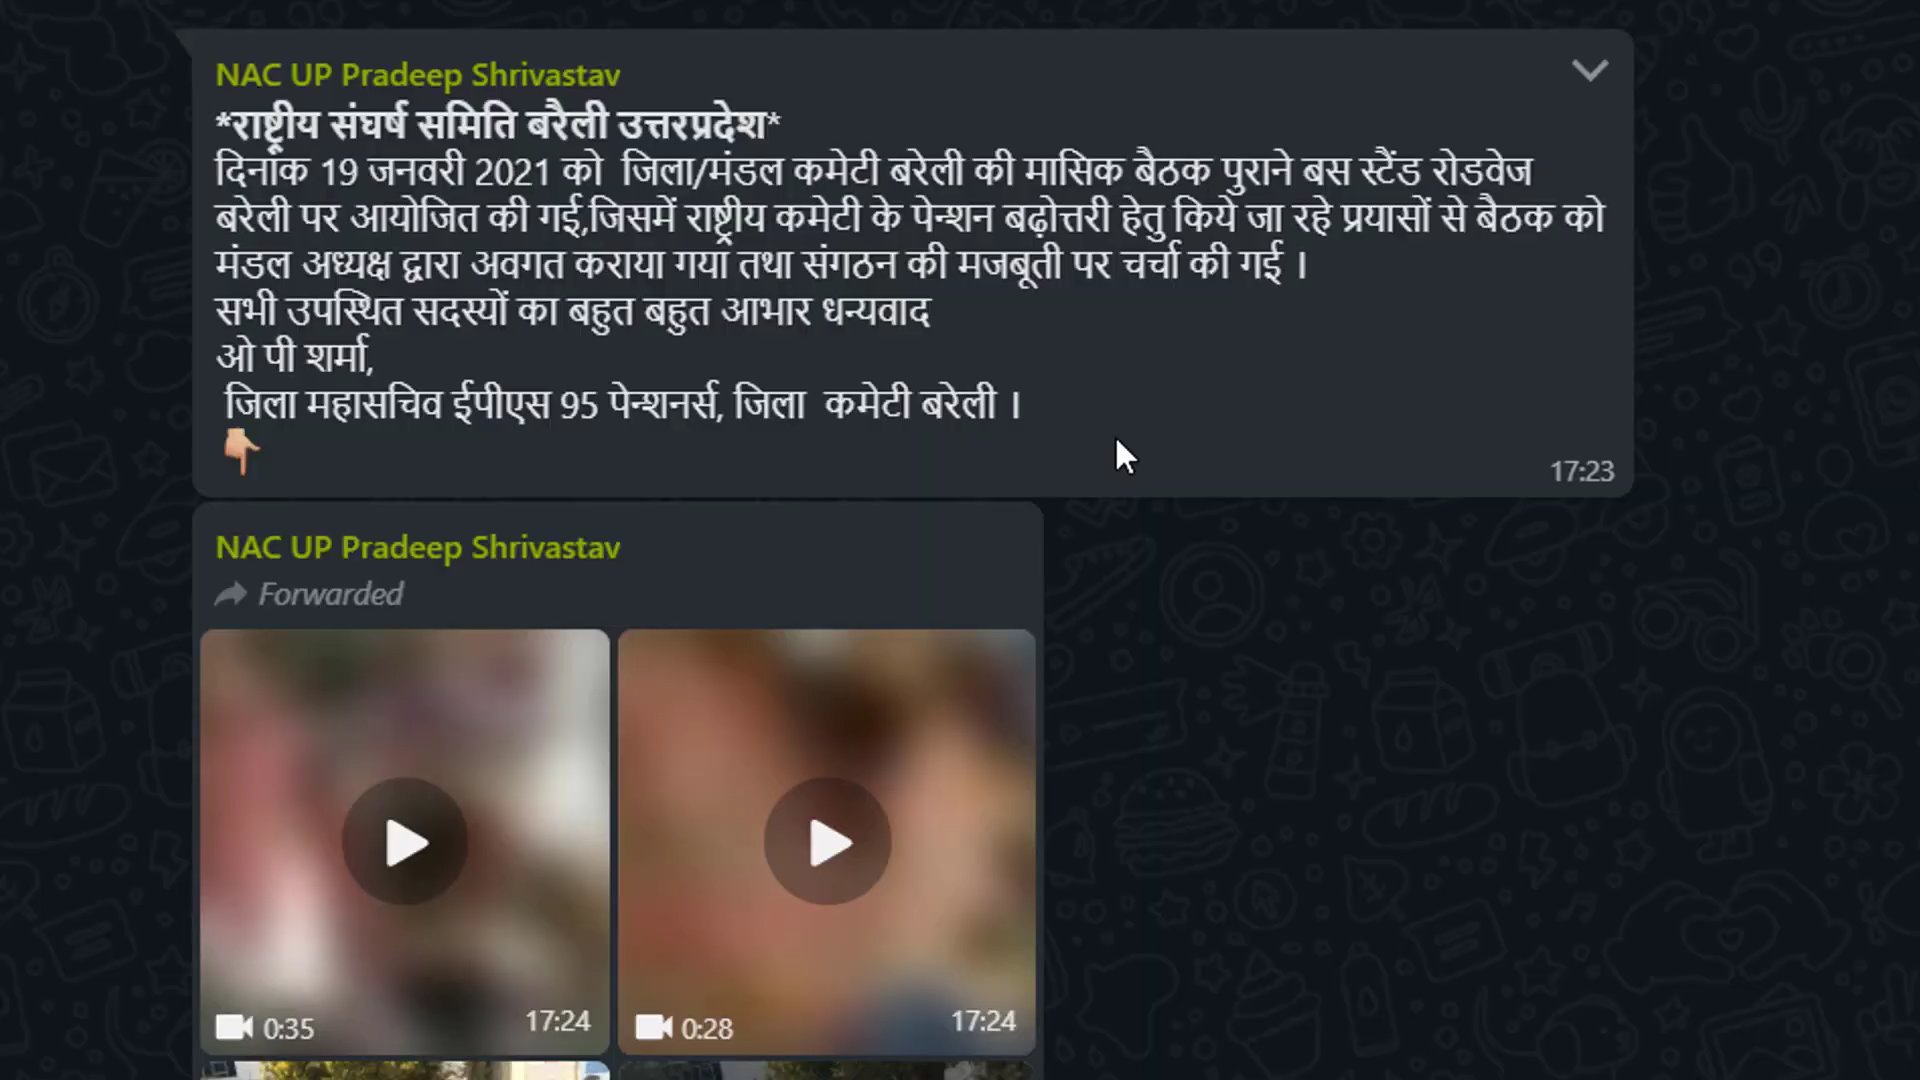 NAC UP Pradeep Shrivastav
*राष्ट्रीय संघर्ष समिति बरैली उत्तरप्रदेश*
दिनांक 19 जनवरी 2021 को जिला/मंडल कमेटी बरेली की मासिक बैठक पुराने बस स्टैंड रोडवेज
बरेली पर आयोजित की गई,जिसमें राष्ट्रीय कमेटी के पेन्शन बढ़ोत्तरी हेतु किये जा रहे प्रयासों से बैठक को
मंडल अध्यक्ष द्वारा अवगत कराया गया तथा संगठन की मजबूती पर चर्चा की गई ।
सभी उपस्थित सदस्यों का बहुत बहुत आभार धन्यवाद
ओ पी शर्मा,
जिला महासचिव ईपीएस 95 पेन्शनर्स, जिला कमेटी बरेली ।
👇🏼
17:23
NAC UP Pradeep Shrivastav
Forwarded
0:35 17:24
0:28 17:24